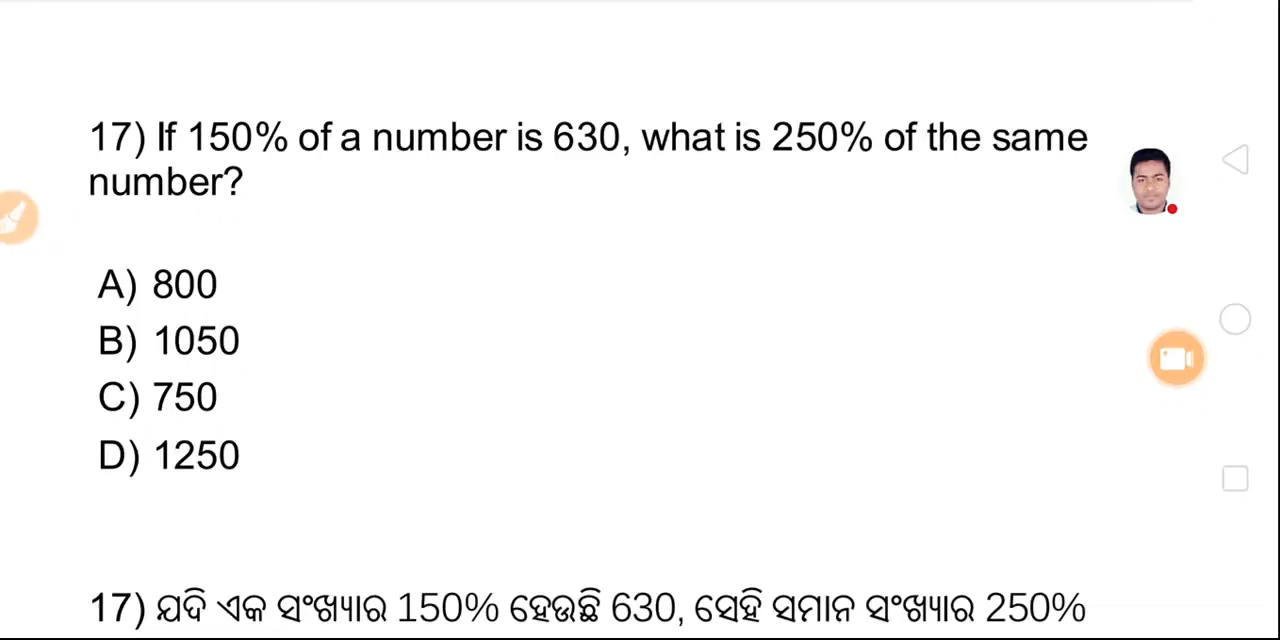 17) If 150% of a number is 630, what is 250% of the same
number?
A) 800
B) 1050
C) 750
D) 1250
17) ଯଦି ଏକ ସଂଖ୍ୟାର 150% ହେଉଛି 630, ସେହି ସମାନ ସଂଖ୍ୟାର 250%